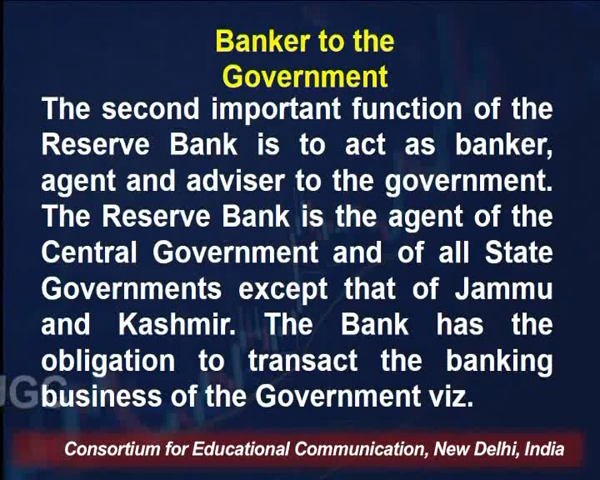 Banker to the
Government
The second important function of the
Reserve Bank is to act as banker,
agent and adviser to the government.
The Reserve Bank is the agent of the
Central Government and of all State
Governments except that of Jammu
and Kashmir. The Bank has the
obligation to transact the banking
business of the Government viz.
UGC
Consortium for Educational Communication, New Delhi, India